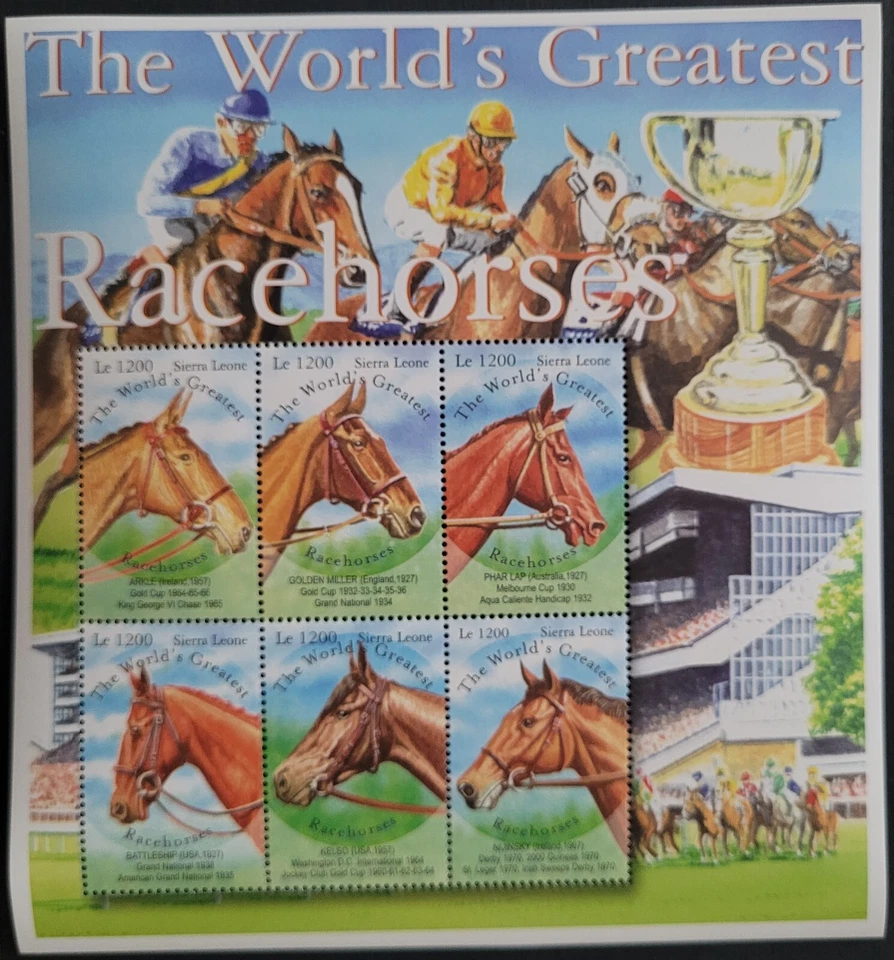 The World's Greatest
Racehorses
Le 1200 Sierra Leone
The World's Greatest
Racehorses
ARKLE (Ireland,1957)
Gold Cup 1964-65-66
King George VI Chase 1965
Le 1200 Sierra Leone
The World's Greatest
Racehorses
GOLDEN MILLER (England,1927)
Gold Cup 1932-33-34-35-36
Grand National 1934
Le 1200 Sierra Leone
The World's Greatest
Racehorses
PHAR LAP (Australia,1927)
Melbourne Cup 1930
Aqua Caliente Handicap 1932
Le 1200 Sierra Leone
The World's Greatest
Racehorses
BATTLESHIP (USA,1927)
Grand National 1938
American Grand National
Le 1200 Sierra Leone
The World's Greatest
Racehorses
KELSO (USA,1957)
Washington D.C. International 1964
Jockey Club Gold Cup 1960-61-62-63-64
Le 1200 Sierra Leone
The World's Greatest
Racehorses
NIJINSKY (Ireland,1967)
Derby 1970, 2000 Guineas 1970
St. Leger 1970, Irish Sweeps Derby 1970